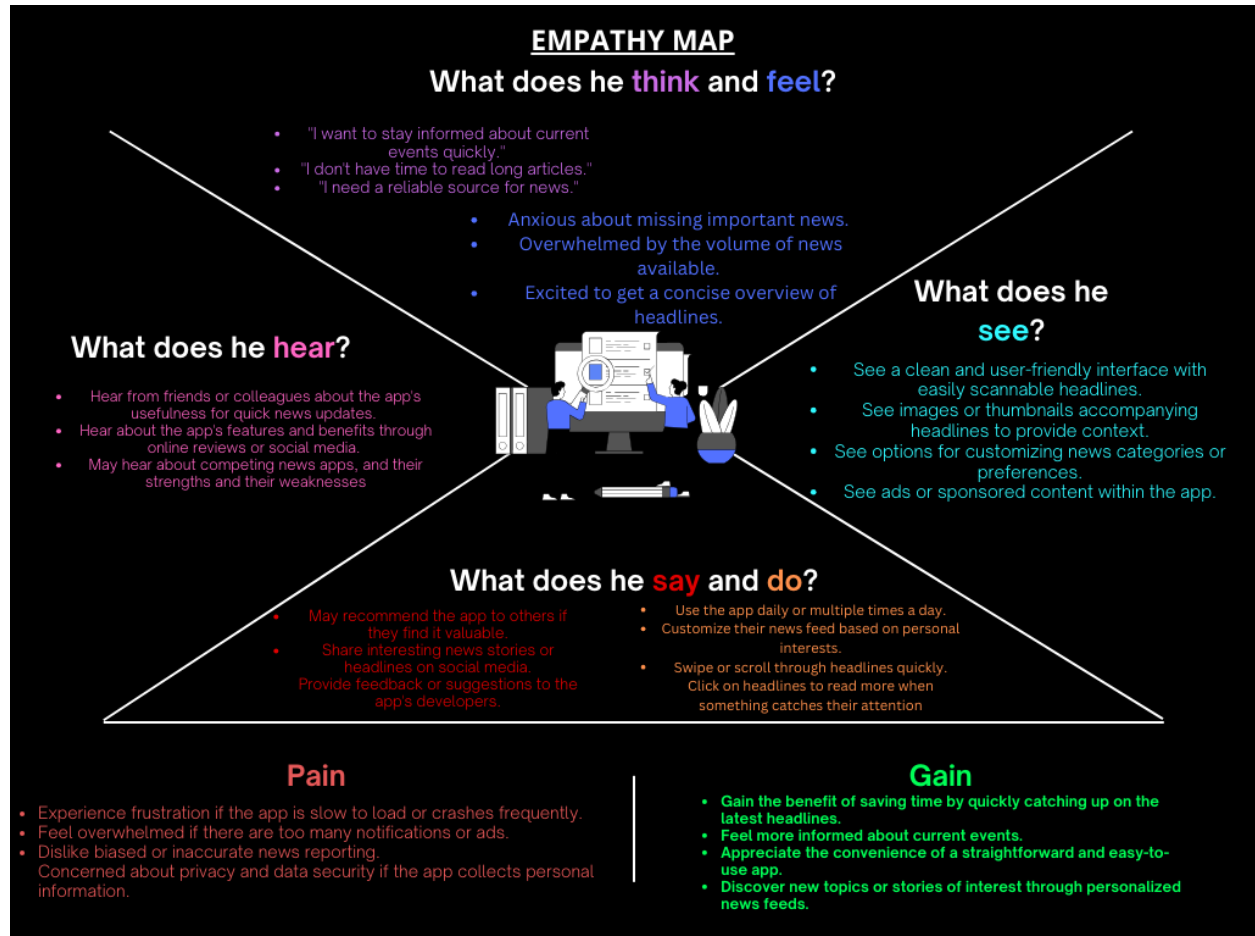 EMPATHY MAP
What does he think and feel?
• "I want to stay informed about current
events quickly."
• "I don't have time to read long articles."
• "I need a reliable source for news."
• Anxious about missing important news.
• Overwhelmed by the volume of news
available.
• Excited to get a concise overview of
headlines.
What does he hear?
• Hear from friends or colleagues about the app's
usefulness for quick news updates.
• Hear about the app's features and benefits through
online reviews or social media.
• May hear about competing news apps, and their
strengths and their weaknesses
What does he
see?
• See a clean and user-friendly interface with
easily scannable headlines.
• See images or thumbnails accompanying
headlines to provide context.
• See options for customizing news categories or
preferences.
• See ads or sponsored content within the app.
What does he say and do?
• May recommend the app to others if
they find it valuable.
• Share interesting news stories or
headlines on social media.
Provide feedback or suggestions to the
app's developers.
• Use the app daily or multiple times a day.
• Customize their news feed based on personal
interests.
• Swipe or scroll through headlines quickly.
Click on headlines to read more when
something catches their attention
Pain
• Experience frustration if the app is slow to load or crashes frequently.
• Feel overwhelmed if there are too many notifications or ads.
• Dislike biased or inaccurate news reporting.
Concerned about privacy and data security if the app collects personal
information.
Gain
• Gain the benefit of saving time by quickly catching up on the
latest headlines.
• Feel more informed about current events.
• Appreciate the convenience of a straightforward and easy-to-
use app.
• Discover new topics or stories of interest through personalized
news feeds.